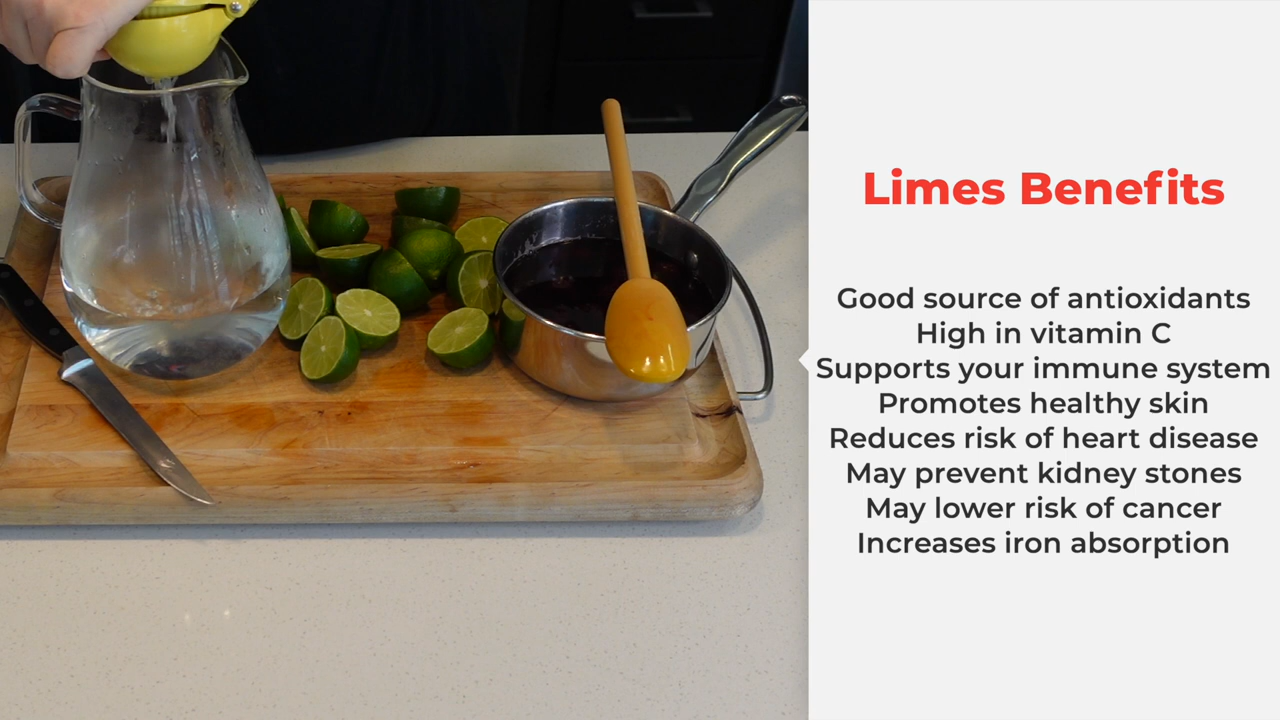 Limes Benefits
Good source of antioxidants
High in vitamin C
Supports your immune system
Promotes healthy skin
Reduces risk of heart disease
May prevent kidney stones
May lower risk of cancer
Increases iron absorption